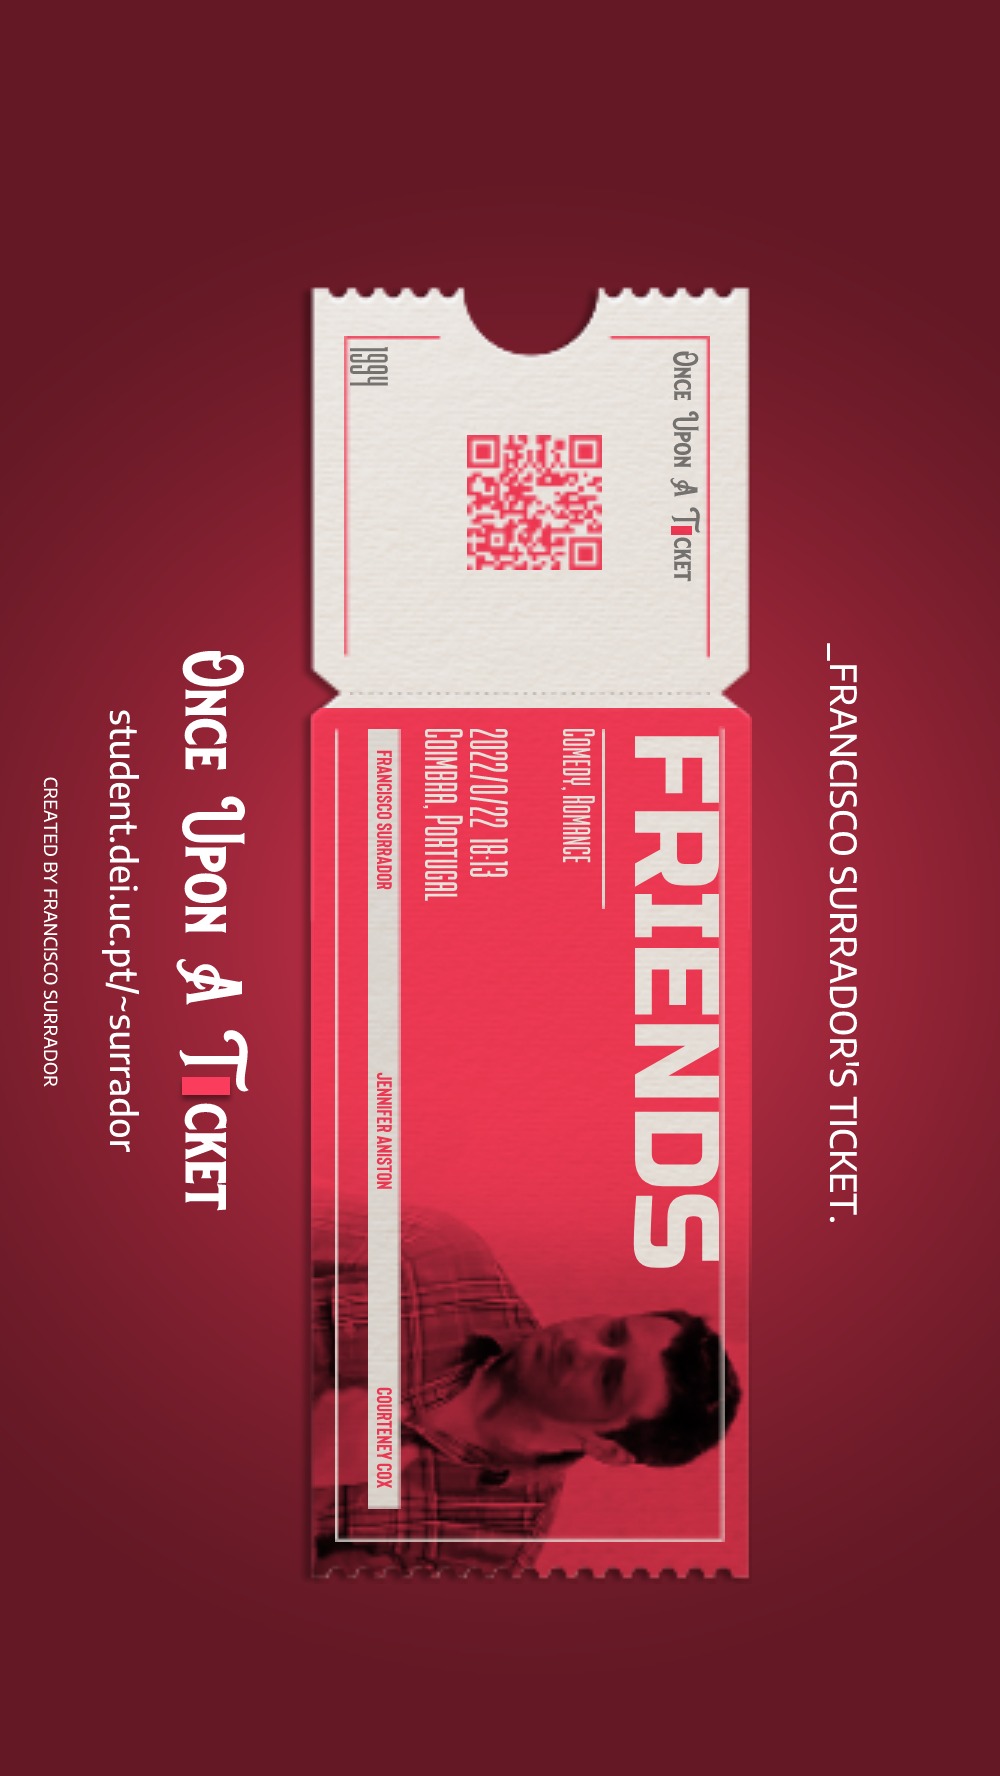 _FRANCISCO SURRADOR'S TICKET.
Once Upon A Ticket
1994
FRIENDS
Comedy, Romance
2022/0/22 18:13
Coimbra, Portugal
FRANCISCO SURRADOR
JENNIFER ANISTON
COURTENEY COX
Once Upon A Ticket
student.dei.uc.pt/~surrador
CREATED BY FRANCISCO SURRADOR